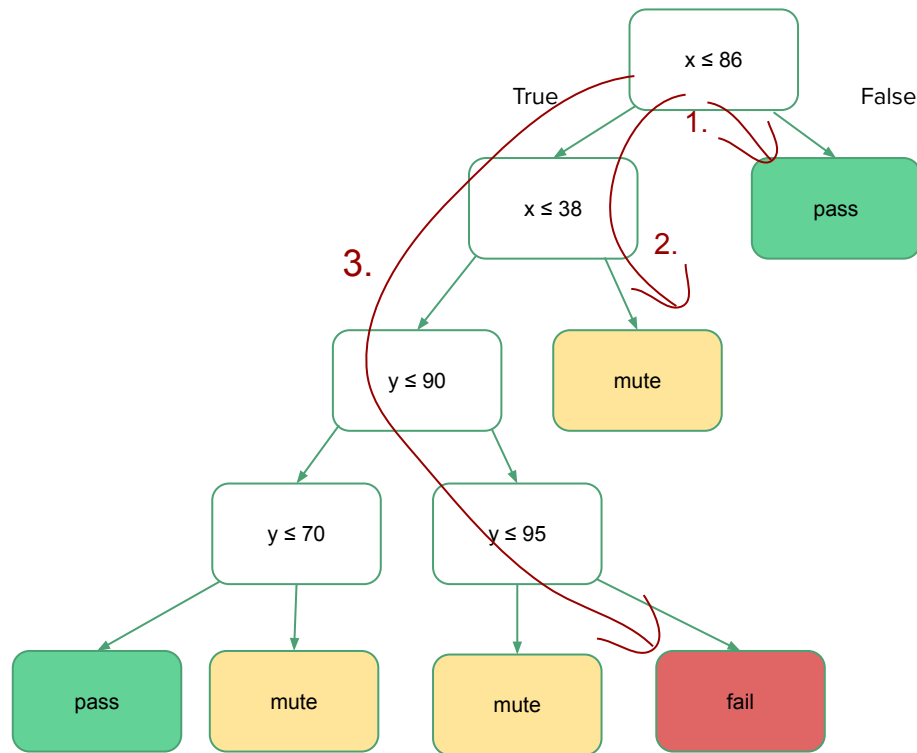 x ≤ 86
True
False
1.
x ≤ 38
pass
2.
3.
y ≤ 90
mute
y ≤ 70
y ≤ 95
pass
mute
mute
fail